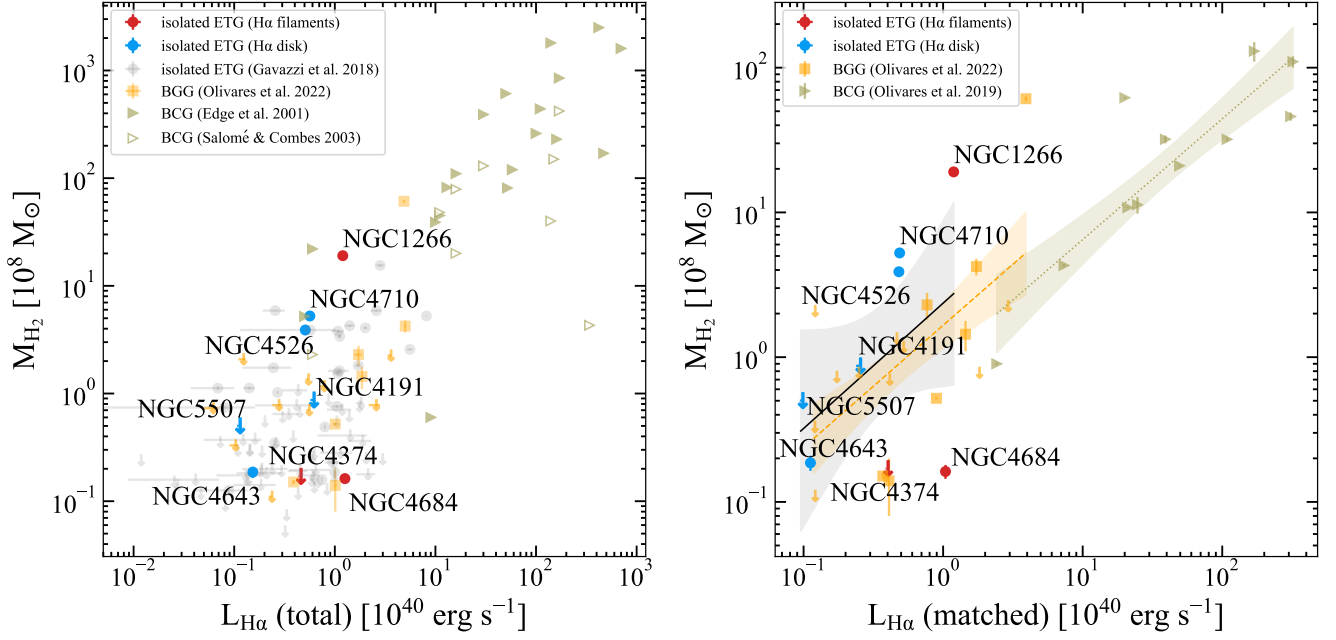 isolated ETG (Hα filaments)
isolated ETG (Hα disk)
isolated ETG (Gavazzi et al. 2018)
BGG (Olivares et al. 2022)
BCG (Edge et al. 2001)
BCG (Salomé & Combes 2003)
10³
10²
10¹
10⁰
10⁻¹
M_H₂ [10⁸ M⊙]
NGC1266
NGC4710
NGC4526
NGC4191
NGC5507
NGC4374
NGC4643
NGC4684
10⁻² 10⁻¹ 10⁰ 10¹ 10² 10³
L_Hα (total) [10⁴⁰ erg s⁻¹]
isolated ETG (Hα filaments)
isolated ETG (Hα disk)
BGG (Olivares et al. 2022)
BCG (Olivares et al. 2019)
10²
10¹
10⁰
10⁻¹
M_H₂ [10⁸ M⊙]
NGC1266
NGC4710
NGC4526
NGC4191
NGC5507
NGC4643
NGC4684
NGC4374
10⁻¹ 10⁰ 10¹ 10²
L_Hα (matched) [10⁴⁰ erg s⁻¹]